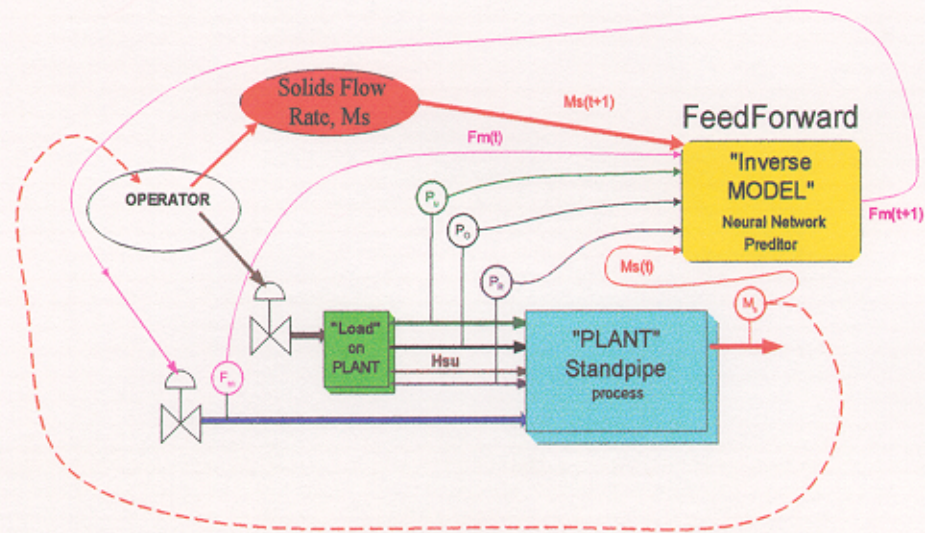 Solids Flow
Rate, Ms
Ms(t+1)
FeedForward
Fm(t)
"Inverse
MODEL"
Neural Network
Preditor
OPERATOR
Fm(t+1)
Ms(t)
"Load"
on
PLANT
Hsu
"PLANT"
Standpipe
process